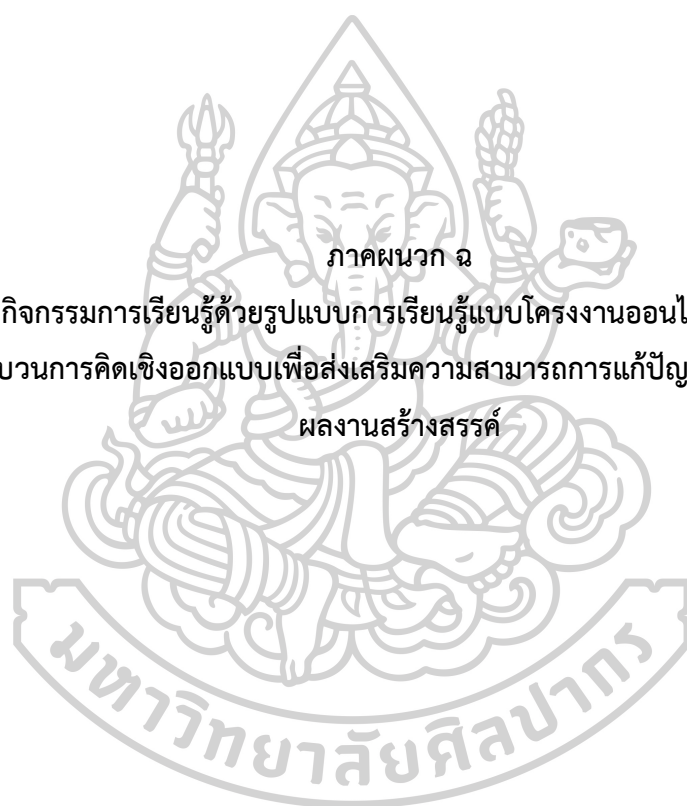 ภาคผนวก ฉ
กิจกรรมการเรียนรู้ด้วยรูปแบบการเรียนรู้แบบโครงงานออนไ
บวนการคิดเชิงออกแบบเพื่อส่งเสริมความสามารถการแก้ปัญ
ผลงานสร้างสรรค์
มหาวิทยาลัยศิลปากร